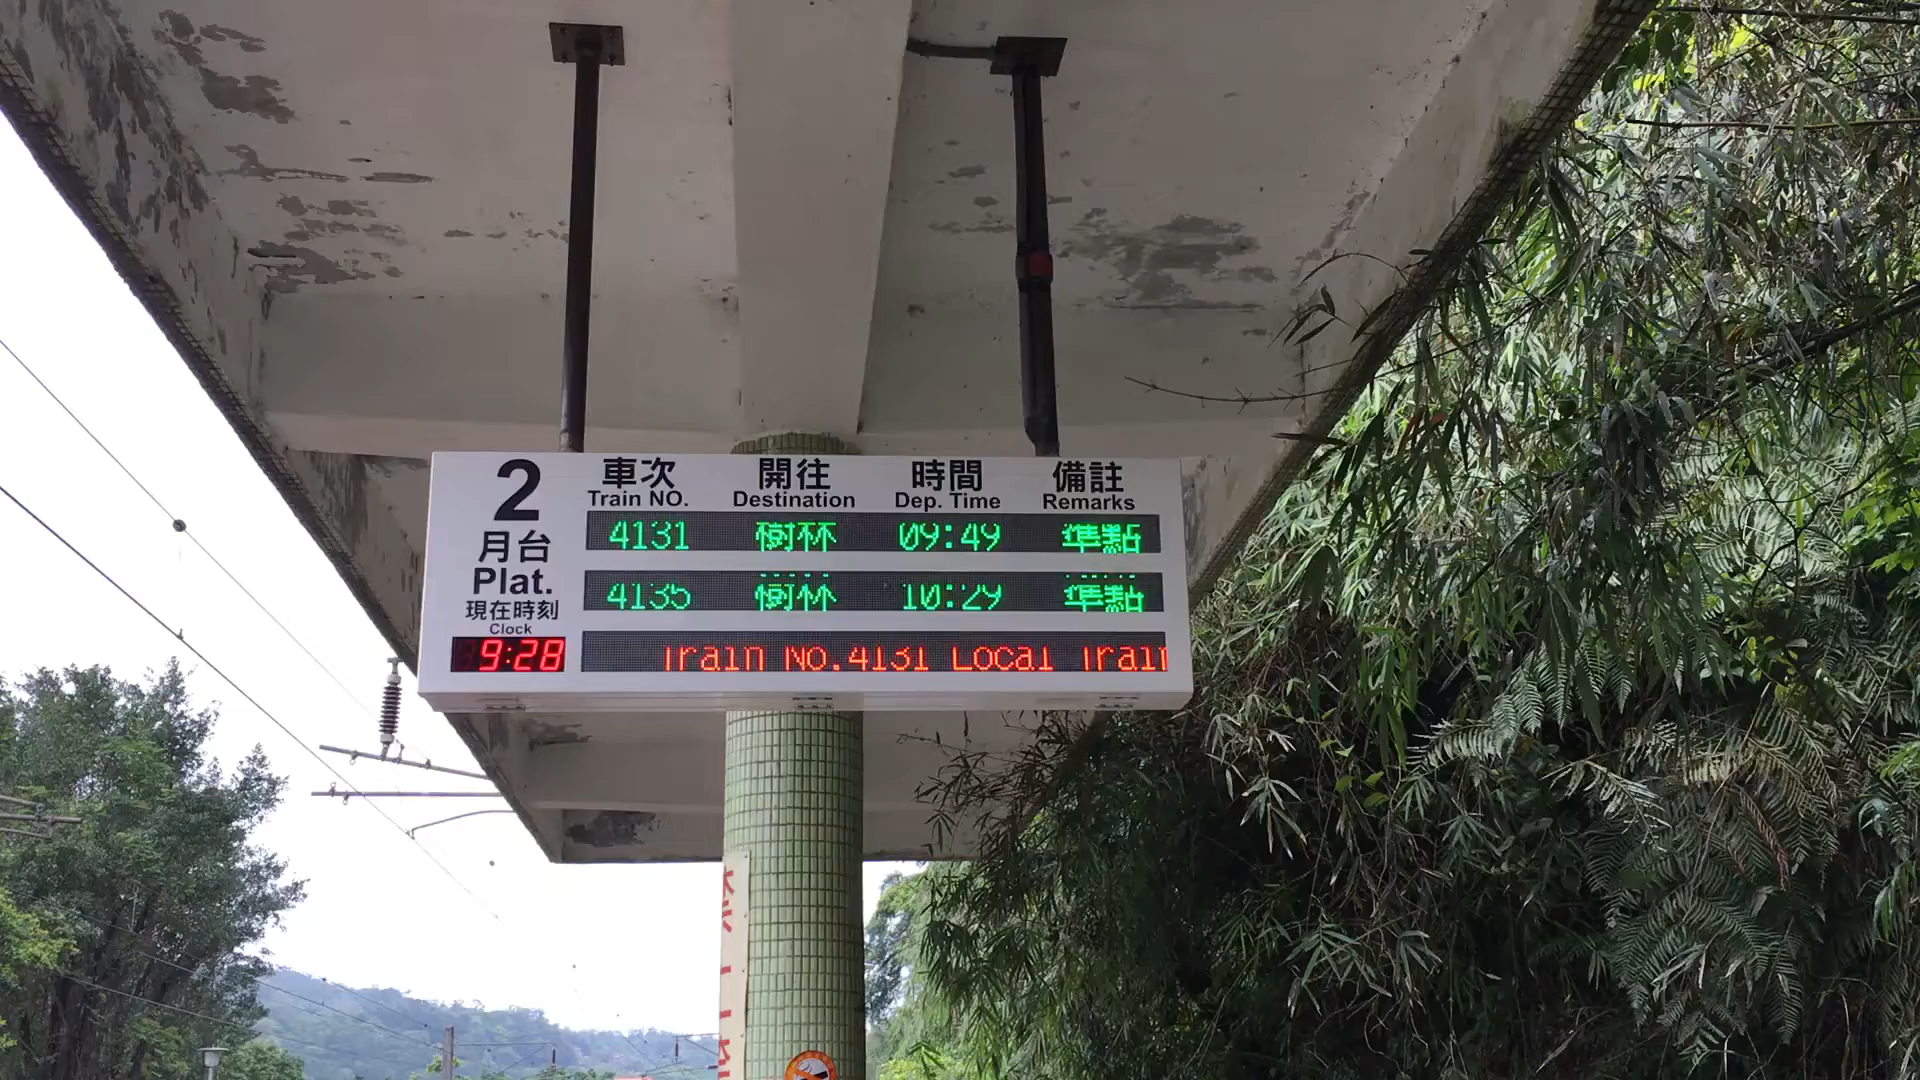 2
月台
Plat.
現在時刻
Clock
9:28
車次 開往 時間 備註
Train NO. Destination Dep. Time Remarks
4131 樹林 09:49 準點
4135 樹林 10:29 準點
Train No.4131 Local Train